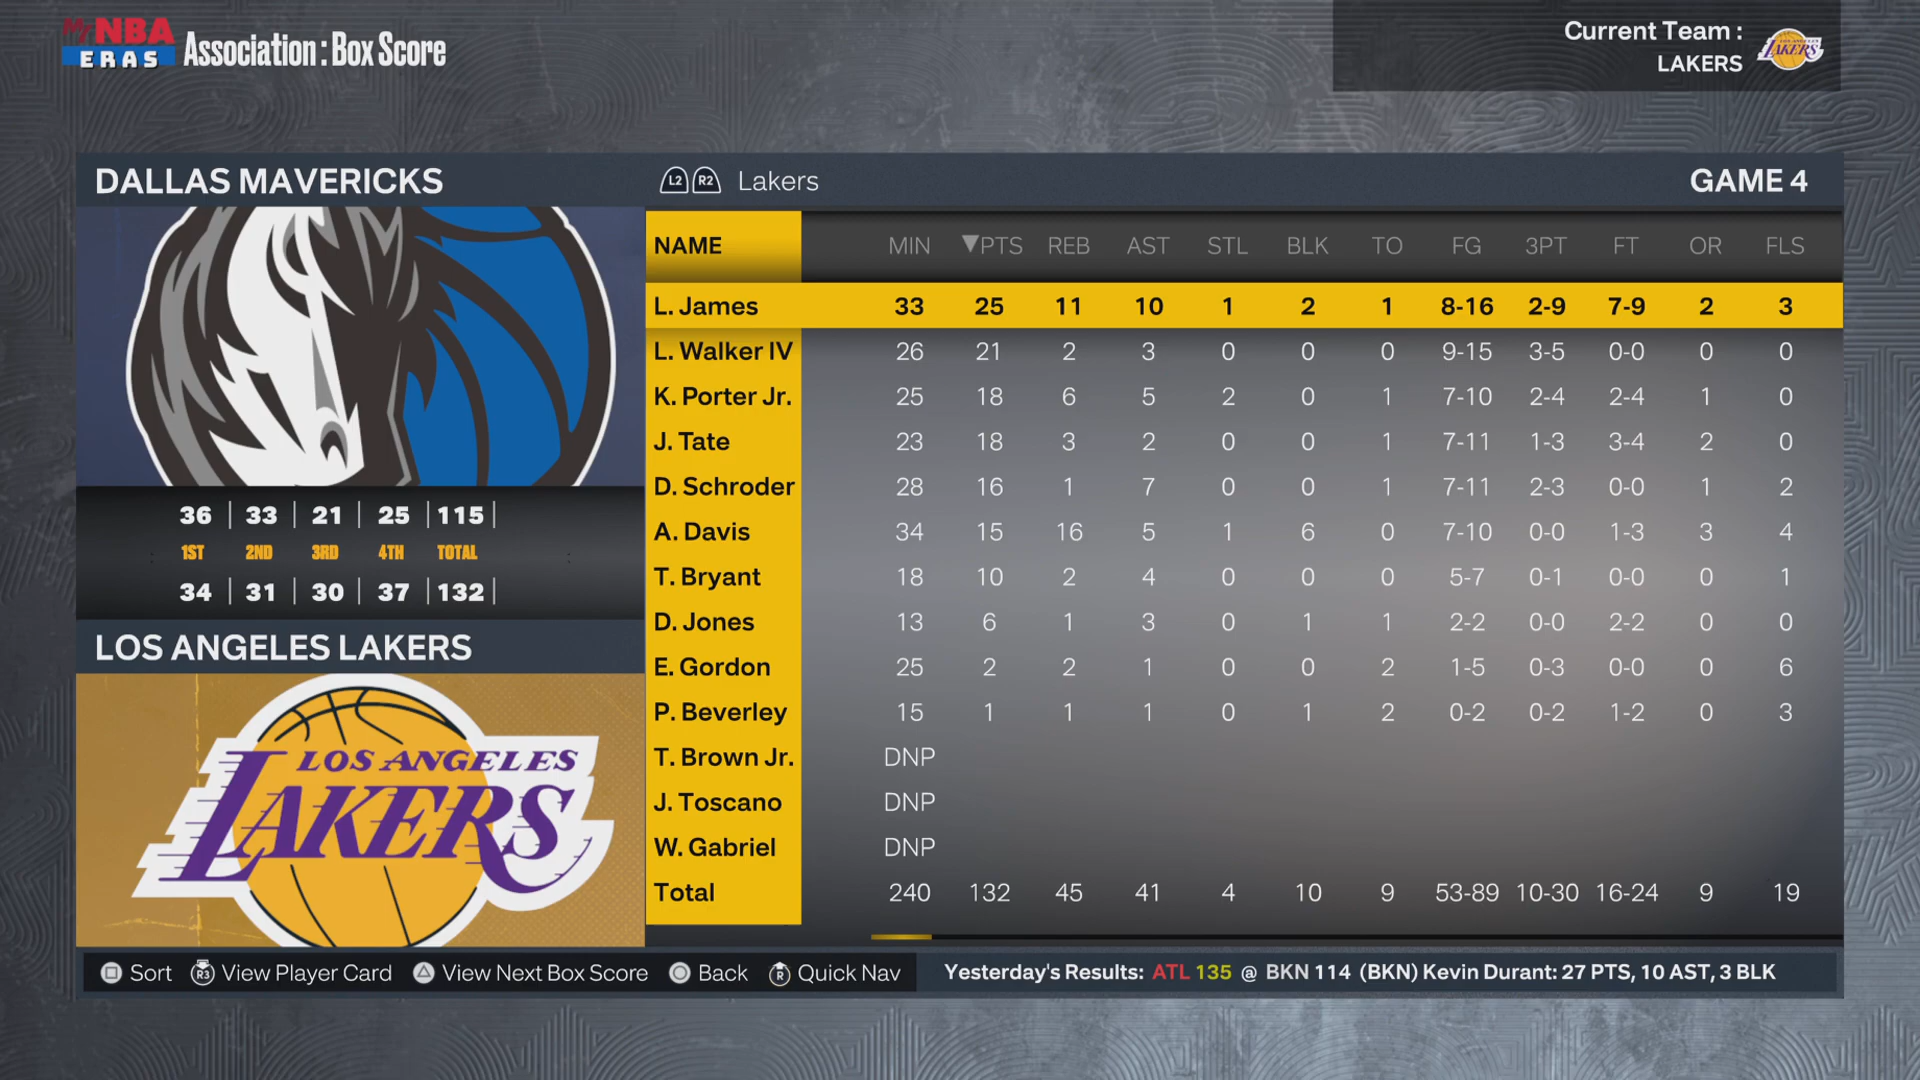 My NBA ERAS Association : Box Score
Current Team :
LAKERS
LAKERS
DALLAS MAVERICKS
36 | 33 | 21 | 25 | 115 |
1ST 2ND 3RD 4TH TOTAL
34 | 31 | 30 | 37 | 132 |
LOS ANGELES LAKERS
LOS ANGELES
LAKERS
L2 R2 Lakers GAME 4
NAME MIN ▼PTS REB AST STL BLK TO FG 3PT FT OR FLS
L. James 33 25 11 10 1 2 1 8-16 2-9 7-9 2 3
L. Walker IV 26 21 2 3 0 0 0 9-15 3-5 0-0 0 0
K. Porter Jr. 25 18 6 5 2 0 1 7-10 2-4 2-4 1 0
J. Tate 23 18 3 2 0 0 1 7-11 1-3 3-4 2 0
D. Schroder 28 16 1 7 0 0 1 7-11 2-3 0-0 1 2
A. Davis 34 15 16 5 1 6 0 7-10 0-0 1-3 3 4
T. Bryant 18 10 2 4 0 0 0 5-7 0-1 0-0 0 1
D. Jones 13 6 1 3 0 1 1 2-2 0-0 2-2 0 0
E. Gordon 25 2 2 1 0 0 2 1-5 0-3 0-0 0 6
P. Beverley 15 1 1 1 0 1 2 0-2 0-2 1-2 0 3
T. Brown Jr. DNP
J. Toscano DNP
W. Gabriel DNP
Total 240 132 45 41 4 10 9 53-89 10-30 16-24 9 19
Sort R3 View Player Card View Next Box Score Back R Quick Nav
Yesterday's Results: ATL 135 @ BKN 114 (BKN) Kevin Durant: 27 PTS, 10 AST, 3 BLK